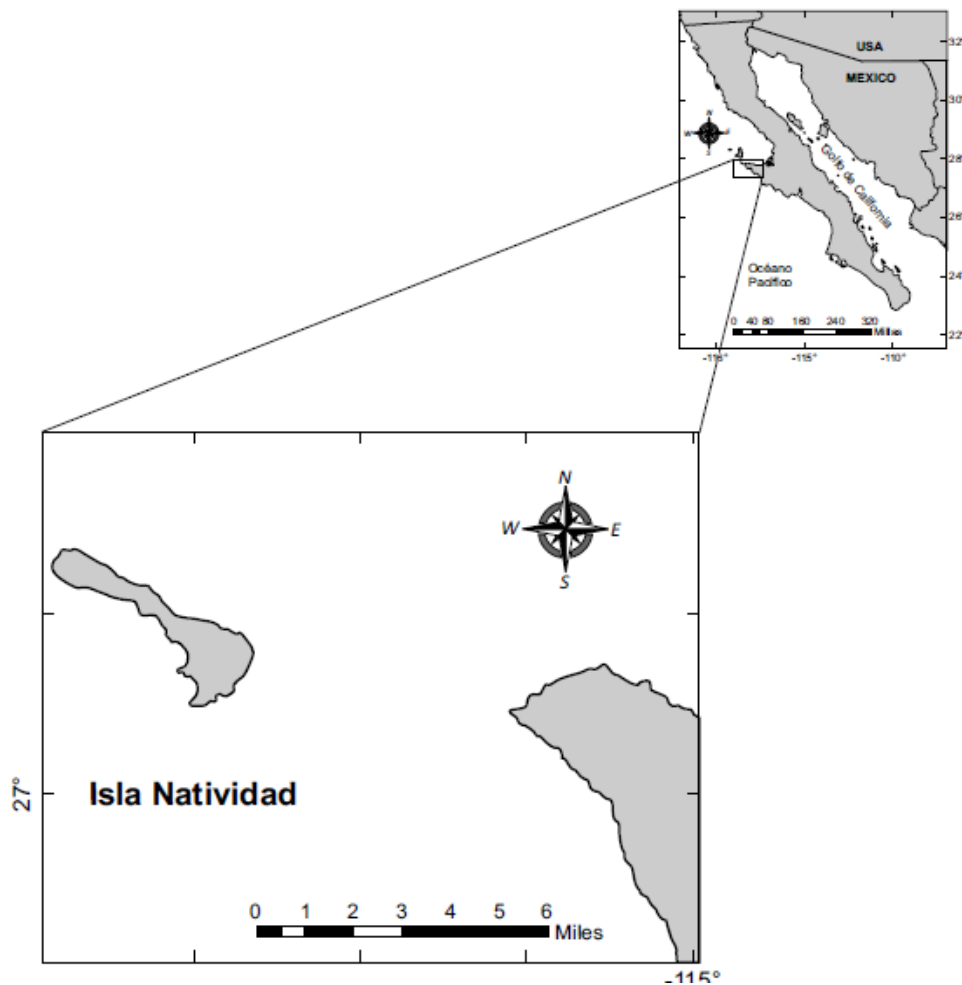 USA
MEXICO
32
30
28
26
24
22
N
W E
S
Golfo de California
Océano
Pacífico
0 40 80 160 240 320
Miles
-115° -110°
N
W E
S
27°
Isla Natividad
0 1 2 3 4 5 6
Miles
-115°